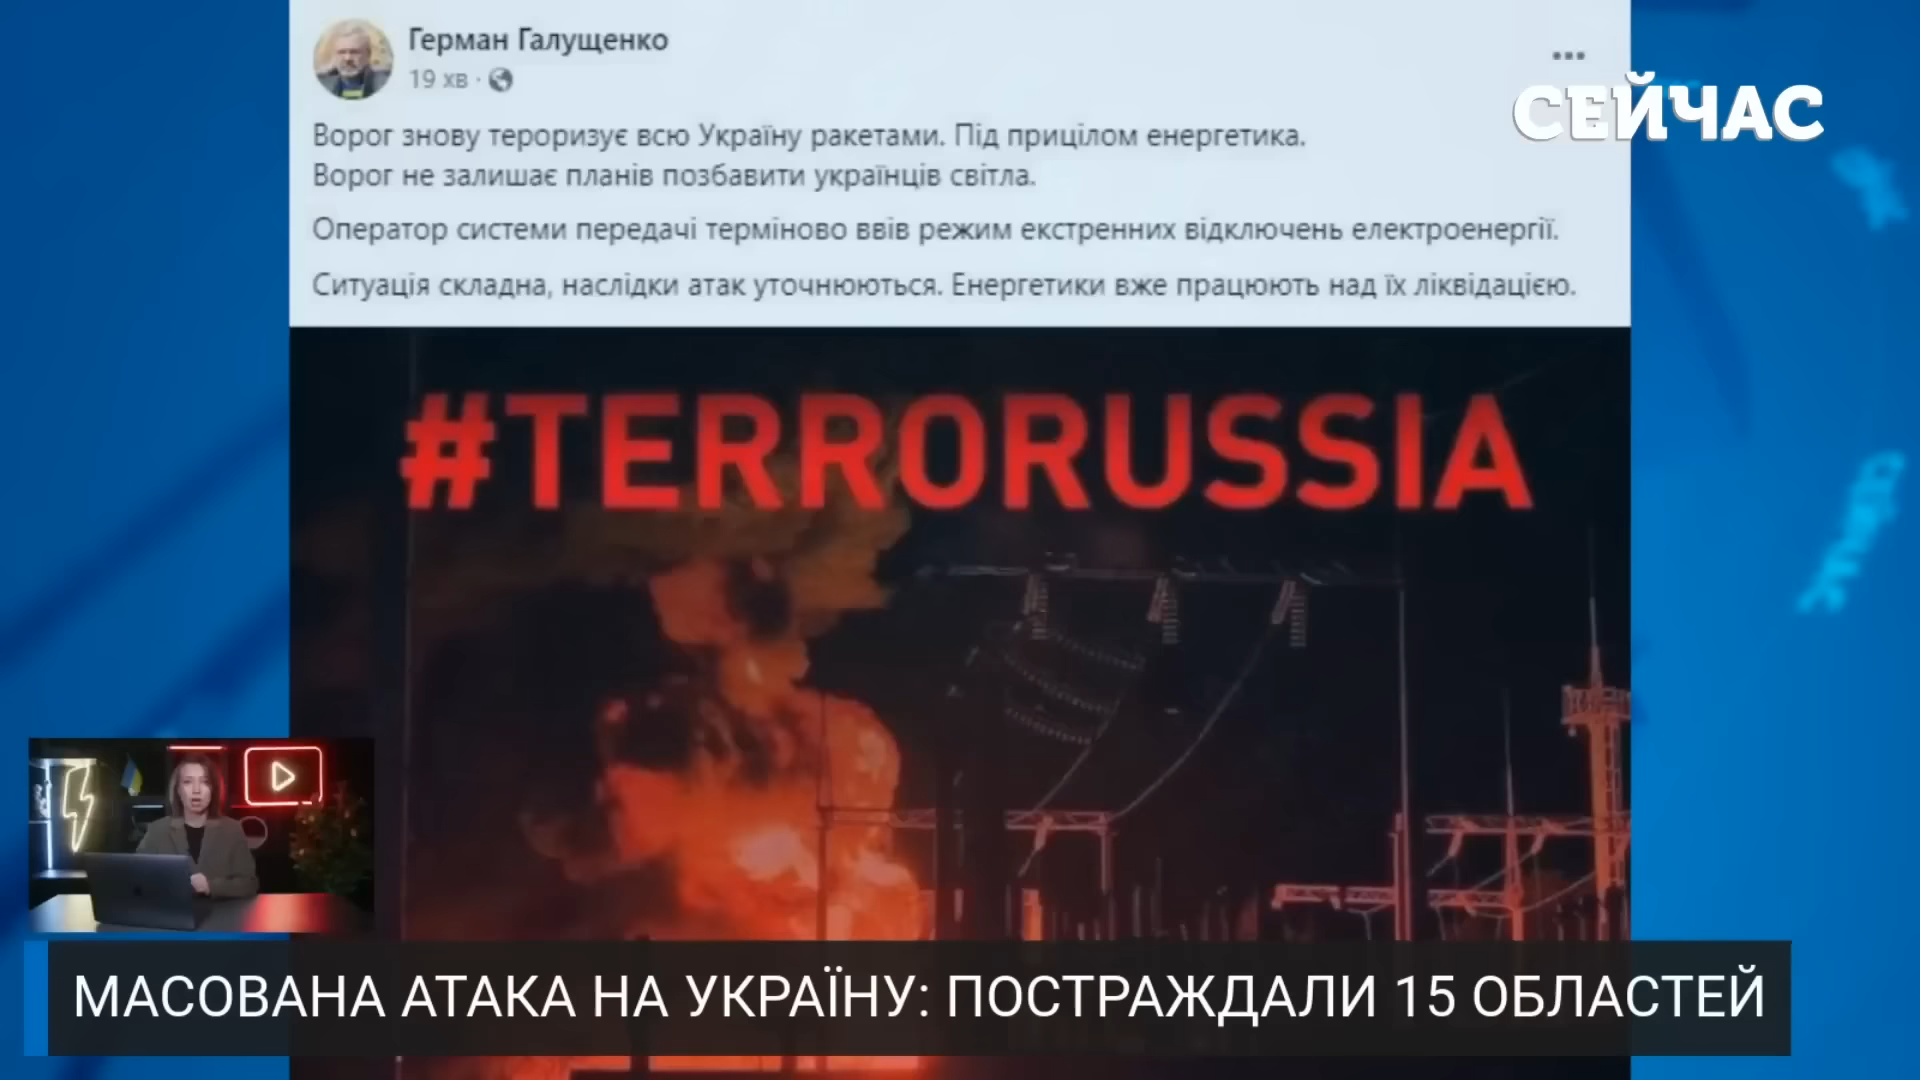 Герман Галущенко
19 хв ·
СЕЙЧАС
Ворог знову тероризує всю Україну ракетами. Під прицілом енергетика.
Ворог не залишає планів позбавити українців світла.
Оператор системи передачі терміново ввів режим екстренних відключень електроенергії.
Ситуація складна, наслідки атак уточнюються. Енергетики вже працюють над їх ліквідацією.
#TERRORUSSIA
МАСОВАНА АТАКА НА УКРАЇНУ: ПОСТРАЖДАЛИ 15 ОБЛАСТЕЙ